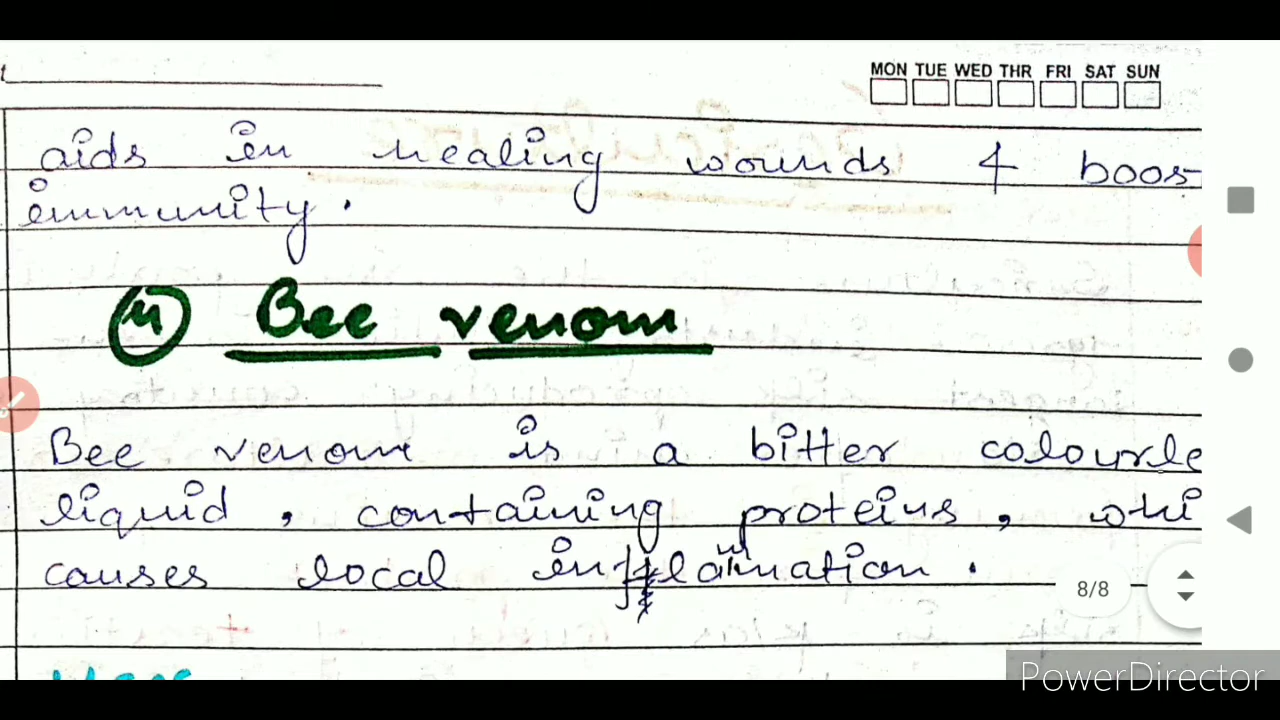 MON TUE WED THR FRI SAT SUN
aids in healing wounds & boos
immunity.
4 Bee venom
Bee venom is a bitter colourle
liquid, containing proteins, whi
causes local inflammation.
8/8
Uses
PowerDirector